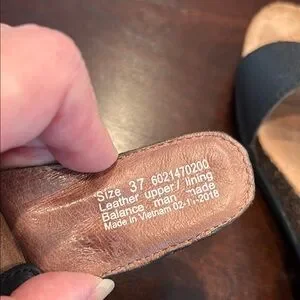 Size 37 6021470200
Leather upper / lining
Balance. man made
Made in Vietnam 02-11-2018